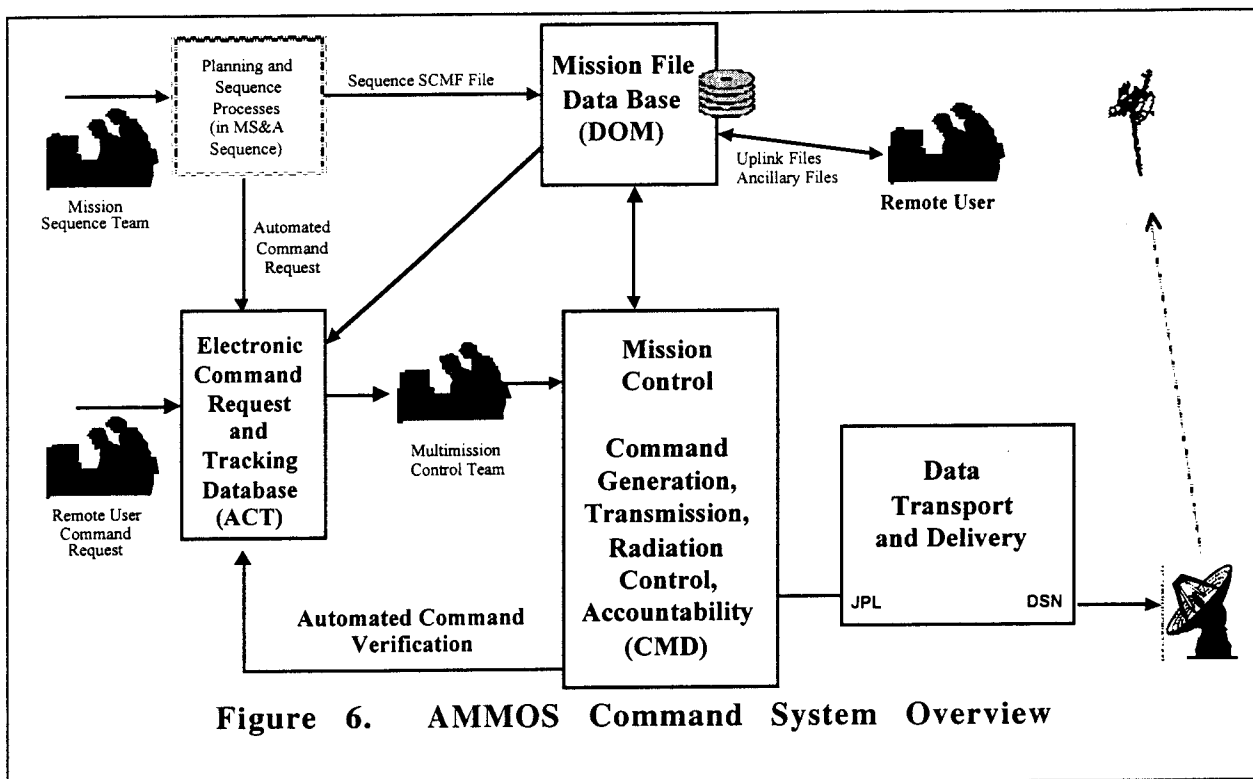 Planning and
Sequence
Processes
(in MS&A
Sequence)
Sequence SCMF File
Mission File
Data Base
(DOM)
Uplink Files
Ancillary Files
Remote User
Mission
Sequence Team
Automated
Command
Request
Electronic
Command
Request
and
Tracking
Database
(ACT)
Remote User
Command
Request
Multimission
Control Team
Mission
Control
Command
Generation,
Transmission,
Radiation
Control,
Accountability
(CMD)
Data
Transport
and Delivery
JPL
DSN
Automated Command
Verification
Figure 6. AMMOS Command System Overview